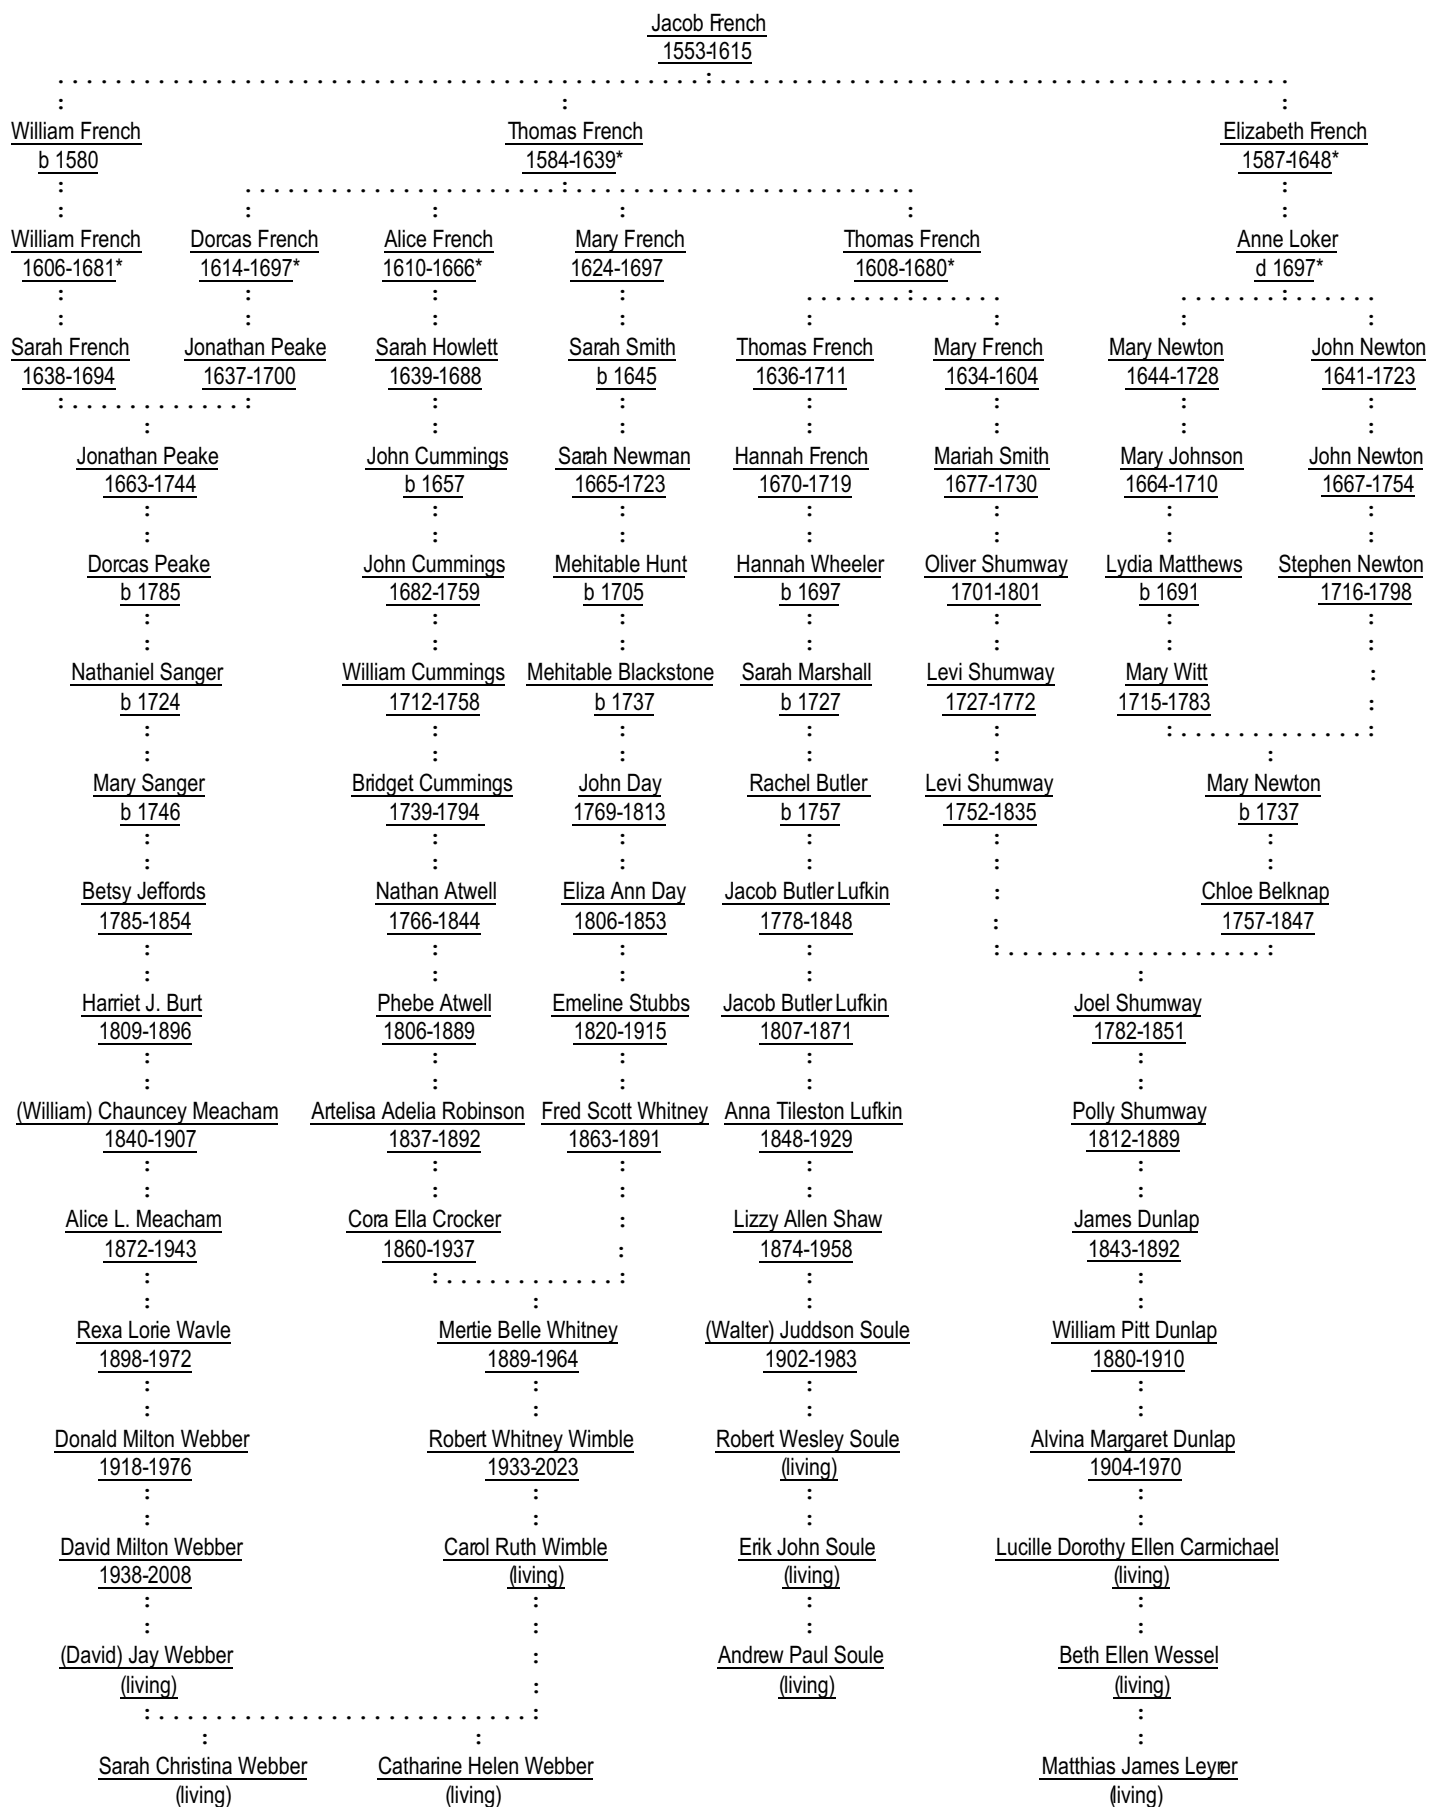 Jacob French
1553-1615
William French Thomas French Elizabeth French
b 1580 1584-1639* 1587-1648*
William French Dorcas French Alice French Mary French Thomas French Anne Loker
1606-1681* 1614-1697* 1610-1666* 1624-1697 1608-1680* d 1697*
Sarah French Jonathan Peake Sarah Howlett Sarah Smith Thomas French Mary French Mary Newton John Newton
1638-1694 1637-1700 1639-1688 b 1645 1636-1711 1634-1604 1644-1728 1641-1723
Jonathan Peake John Cummings Sarah Newman Hannah French Mariah Smith Mary Johnson John Newton
1663-1744 b 1657 1665-1723 1670-1719 1677-1730 1664-1710 1667-1754
Dorcas Peake John Cummings Mehitable Hunt Hannah Wheeler Oliver Shumway Lydia Matthews Stephen Newton
b 1785 1682-1759 b 1705 b 1697 1701-1801 b 1691 1716-1798
Nathaniel Sanger William Cummings Mehitable Blackstone Sarah Marshall Levi Shumway Mary Witt
b 1724 1712-1758 b 1737 b 1727 1727-1772 1715-1783
Mary Sanger Bridget Cummings John Day Rachel Butler Levi Shumway Mary Newton
b 1746 1739-1794 1769-1813 b 1757 1752-1835 b 1737
Betsy Jeffords Nathan Atwell Eliza Ann Day Jacob Butler Lufkin Chloe Belknap
1785-1854 1766-1844 1806-1853 1778-1848 1757-1847
Harriet J. Burt Phebe Atwell Emeline Stubbs Jacob Butler Lufkin Joel Shumway
1809-1896 1806-1889 1820-1915 1807-1871 1782-1851
(William) Chauncey Meacham Artelisa Adelia Robinson Fred Scott Whitney Anna Tileston Lufkin Polly Shumway
1840-1907 1837-1892 1863-1891 1848-1929 1812-1889
Alice L. Meacham Cora Ella Crocker Lizzy Allen Shaw James Dunlap
1872-1943 1860-1937 1874-1958 1843-1892
Rexa Lorie Wavle Mertie Belle Whitney (Walter) Juddson Soule William Pitt Dunlap
1898-1972 1889-1964 1902-1983 1880-1910
Donald Milton Webber Robert Whitney Wimble Robert Wesley Soule Alvina Margaret Dunlap
1918-1976 1933-2023 (living) 1904-1970
David Milton Webber Carol Ruth Wimble Erik John Soule Lucille Dorothy Ellen Carmichael
1938-2008 (living) (living) (living)
(David) Jay Webber Andrew Paul Soule Beth Ellen Wessel
(living) (living) (living)
Sarah Christina Webber Catharine Helen Webber Matthias James Leyrer
(living) (living) (living)